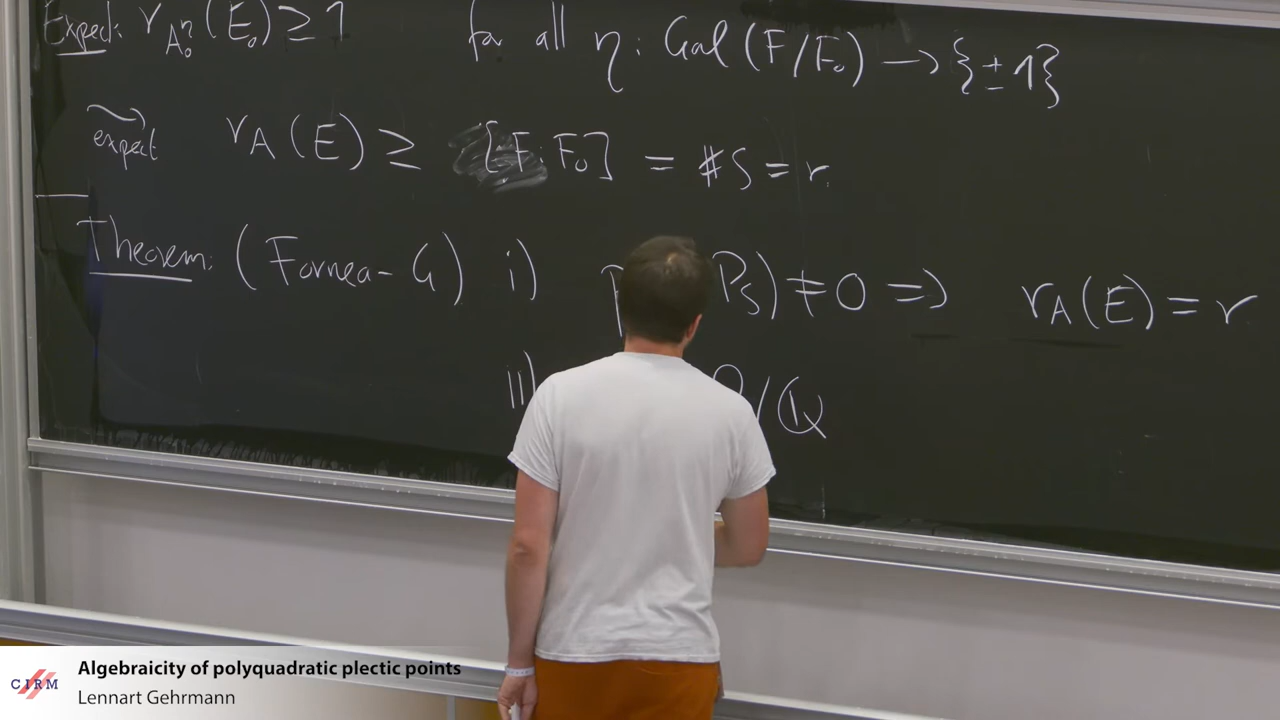 Expect: r_{A_0^η}(E_0) ≥ 1 for all η: Gal(F/F_0) → {±1}
expect r_A(E) ≥ [F:F_0] = #S = r.
Theorem: (Fornea-G) i) P_S) ≠ 0 ⇒ r_A(E) = r
ii) /ℚ
CIRM
Algebraicity of polyquadratic plectic points
Lennart Gehrmann